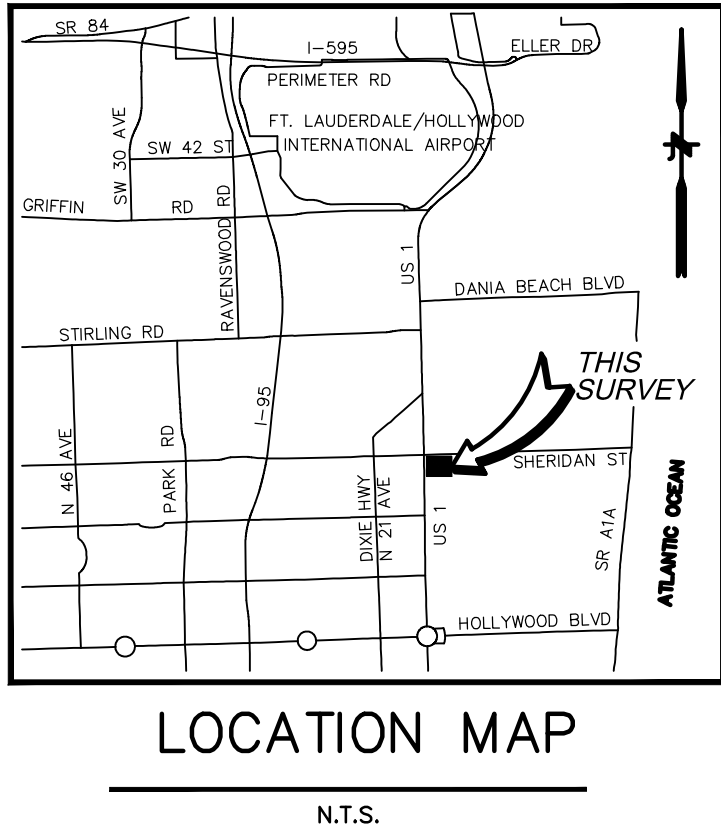 SR 84
I-595
ELLER DR
PERIMETER RD
SW 30 AVE
FT. LAUDERDALE/HOLLYWOOD
INTERNATIONAL AIRPORT
SW 42 ST
N
GRIFFIN RD
RAVENSWOOD RD
US 1
DANIA BEACH BLVD
STIRLING RD
THIS
SURVEY
I-95
N 46 AVE
PARK RD
SHERIDAN ST
DIXIE HWY
N 21 AVE
US 1
SR A1A
ATLANTIC OCEAN
HOLLYWOOD BLVD
LOCATION MAP
N.T.S.